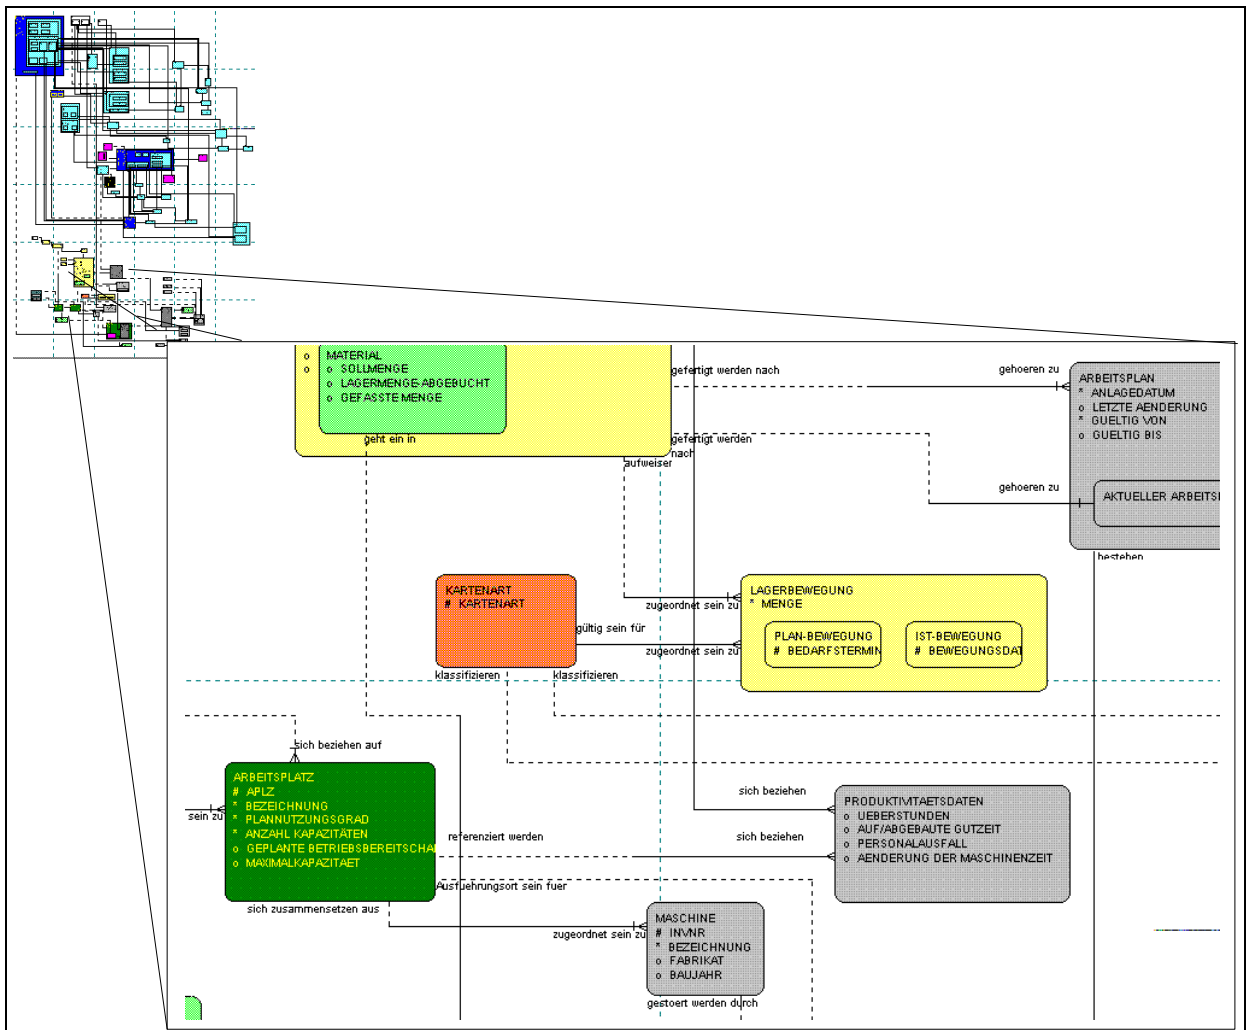 MATERIAL
o SOLLMENGE
o LAGERMENGE-ABGEBUCHT
o GEFASSTE MENGE
geht ein in
gefertigt werden nach
gehoeren zu
gefertigt werden
nach
aufweiser
gehoeren zu
ARBEITSPLAN
* ANLAGEDATUM
o LETZTE AENDERUNG
* GUELTIG VON
o GUELTIG BIS
AKTUELLER ARBEITS
bestehen
KARTENART
# KARTENART
gültig sein für
zugeordnet sein zu
zugeordnet sein zu
klassifizieren
klassifizieren
LAGERBEWEGUNG
* MENGE
PLAN-BEWEGUNG
# BEDARFSTERMIN
IST-BEWEGUNG
# BEWEGUNGSDAT
sich beziehen auf
sein zu
ARBEITSPLATZ
# APLZ
* BEZEICHNUNG
* PLANNUTZUNGSGRAD
* ANZAHL KAPAZITÄTEN
o GEPLANTE BETRIEBSBEREITSCHA
o MAXIMALKAPAZITAET
referenziert werden
Ausfuehrungsort sein fuer
sich zusammensetzen aus
sich beziehen
sich beziehen
PRODUKTIVITAETSDATEN
o UEBERSTUNDEN
o AUF/ABGEBAUTE GUTZEIT
o PERSONALAUSFALL
o AENDERUNG DER MASCHINENZEIT
zugeordnet sein zu
MASCHINE
# INVNR
* BEZEICHNUNG
o FABRIKAT
o BAUJAHR
gestoert werden durch